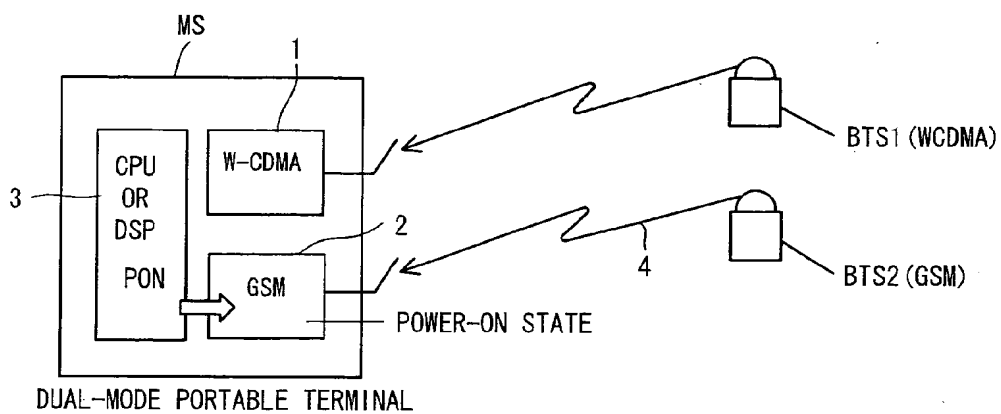 MS
1
W-CDMA
CPU
OR
DSP
3
PON
2
GSM
POWER-ON STATE
BTS1(WCDMA)
4
BTS2(GSM)
DUAL-MODE PORTABLE TERMINAL